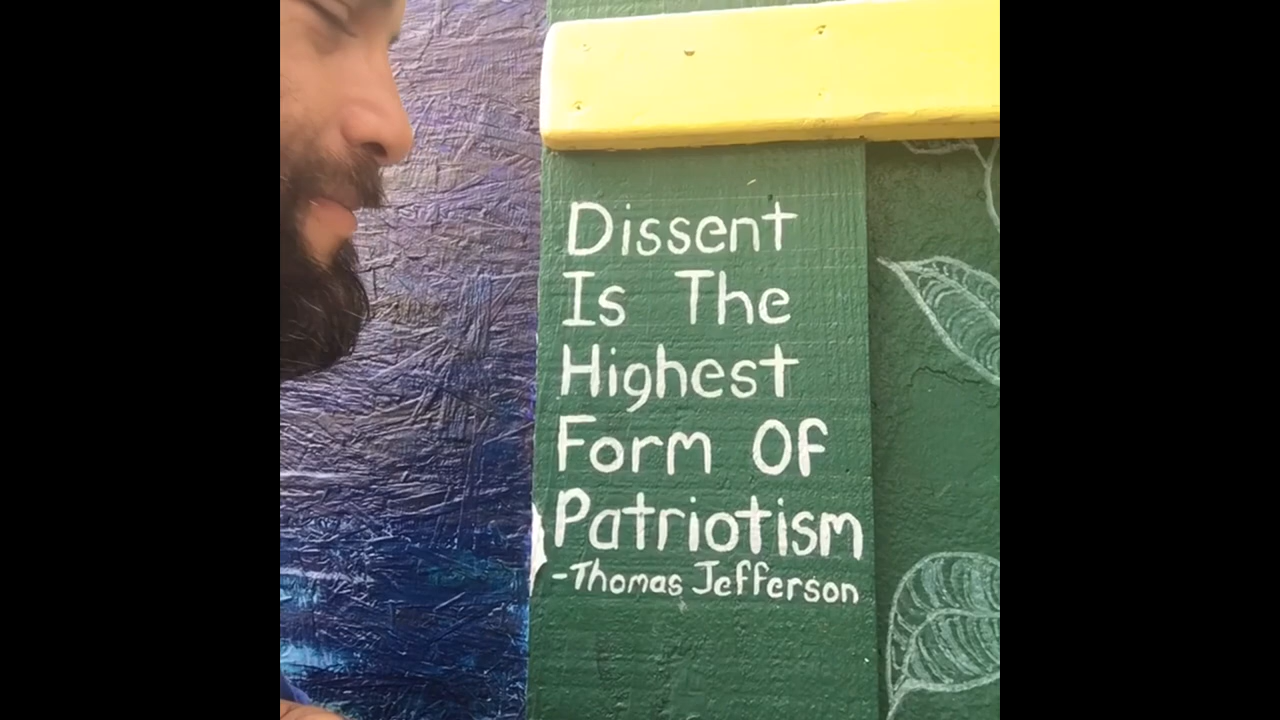 Dissent
Is The
Highest
Form Of
Patriotism
-Thomas Jefferson